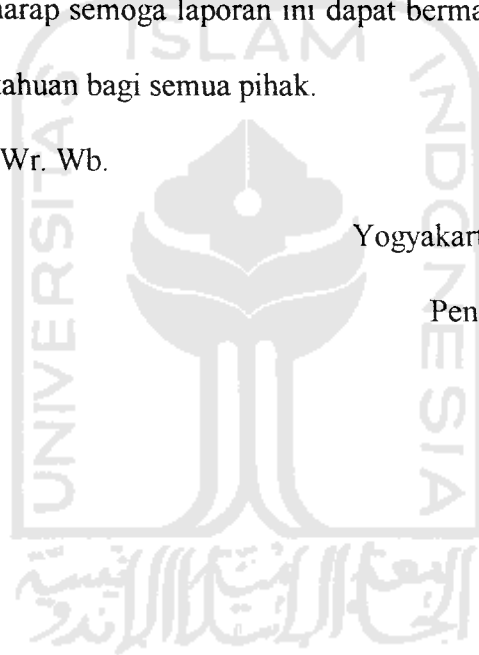 arap semoga laporan ini dapat berma
ISLAM
ahuan bagi semua pihak.
Wr. Wb.
Yogyakart
Pen
UNIVERSITAS
INDONESIA